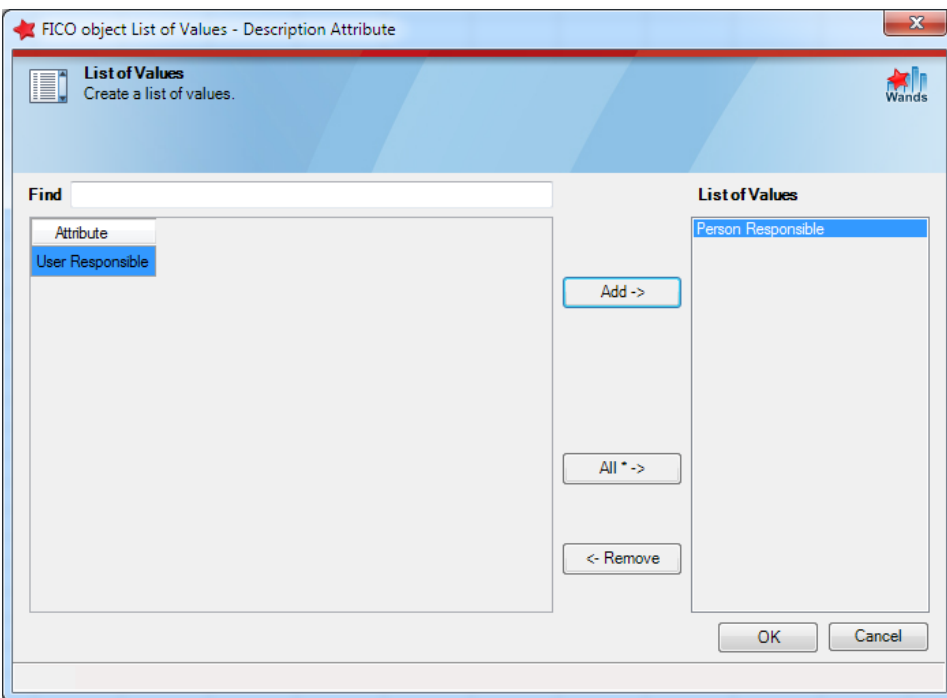 FICO object List of Values - Description Attribute
x
List of Values
Create a list of values.
Wands
Find
List of Values
Attribute
User Responsible
Person Responsible
Add ->
All * ->
<- Remove
OK
Cancel